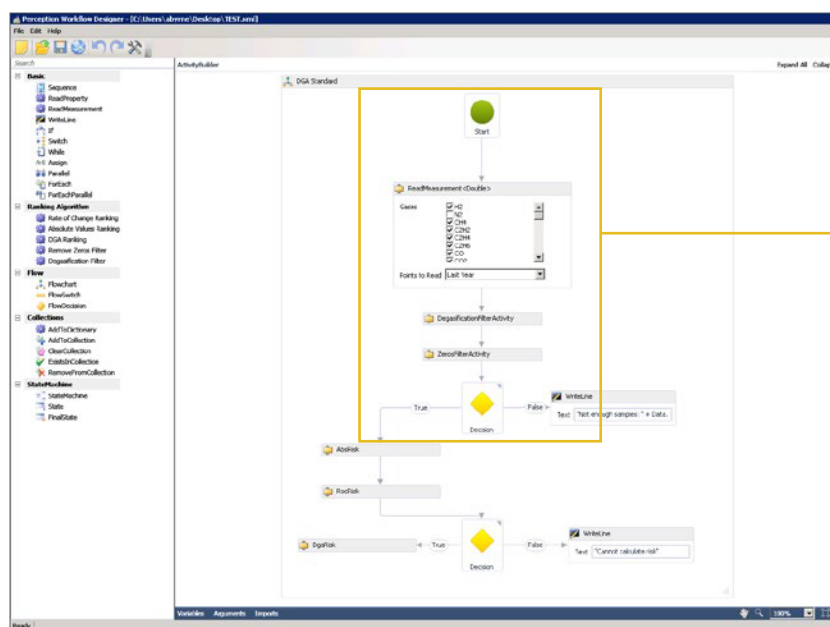 Perception Workflow Designer - [C:\Users\abyrne\Desktop\TEST.xml]
File Edit Help
Search
Basic
Sequence
ReadProperty
ReadMeasurement
WriteLine
If
Switch
While
Assign
Parallel
ForEach
ForEachParallel
Ranking Algorithm
Rate of Change Ranking
Absolute Values Ranking
DGA Ranking
Remove Zeros Filter
Degasification Filter
Flow
Flowchart
FlowSwitch
FlowDecision
Collections
AddToDictionary
AddToCollection
ClearCollection
ExistsInCollection
RemoveFromCollection
StateMachine
StateMachine
State
FinalState
ActivityBuilder
Expand All Collap
DGA Standard
Start
ReadMeasurement <Double>
Gases
H2
N2
CH4
C2H2
C2H4
C2H6
CO
CO2
Points to Read Last Year
DegasificationFilterActivity
ZerosFilterActivity
True
Decision
False
WriteLine
Text "Not enough samples: " + Data.
AbsRisk
RocRisk
DgaRisk
True
Decision
False
WriteLine
Text "Cannot calculate risk"
Variables Arguments Imports
100%
Ready